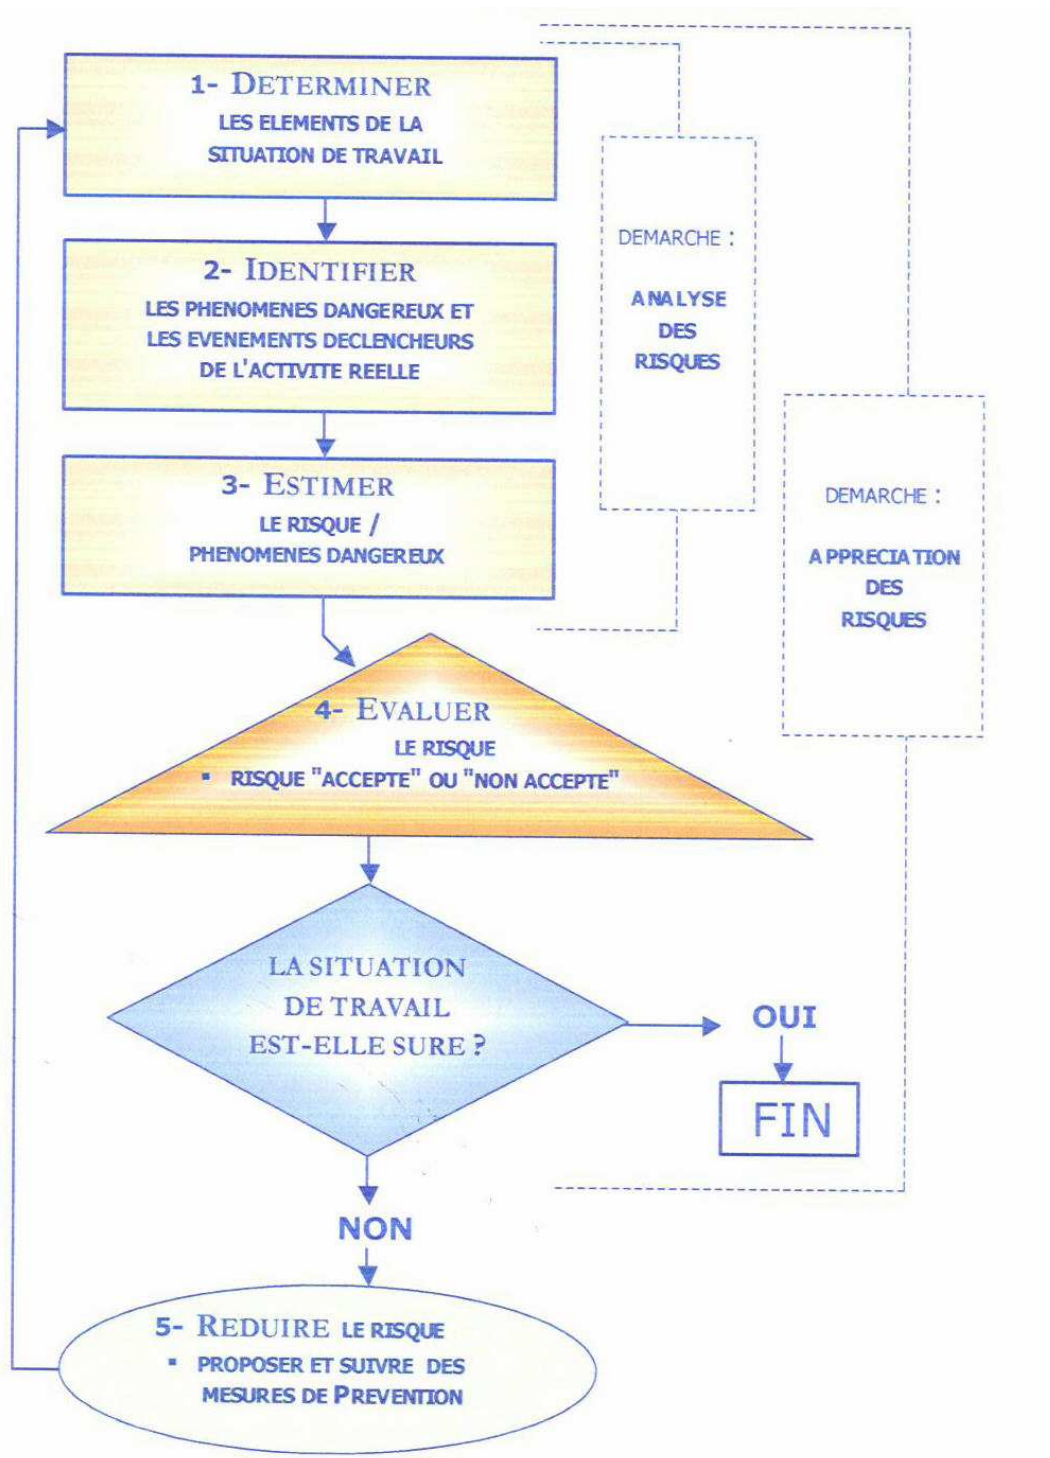 1- DETERMINER
LES ELEMENTS DE LA
SITUATION DE TRAVAIL
2- IDENTIFIER
LES PHENOMENES DANGEREUX ET
LES EVENEMENTS DECLENCHEURS
DE L'ACTIVITE REELLE
3- ESTIMER
LE RISQUE /
PHENOMENES DANGEREUX
4- EVALUER
LE RISQUE
▪ RISQUE "ACCEPTE" OU "NON ACCEPTE"
LA SITUATION
DE TRAVAIL
EST-ELLE SURE ?
OUI
FIN
NON
5- REDUIRE LE RISQUE
▪ PROPOSER ET SUIVRE DES
MESURES DE PREVENTION
DEMARCHE :
ANALYSE
DES
RISQUES
DEMARCHE :
APPRECIATION
DES
RISQUES